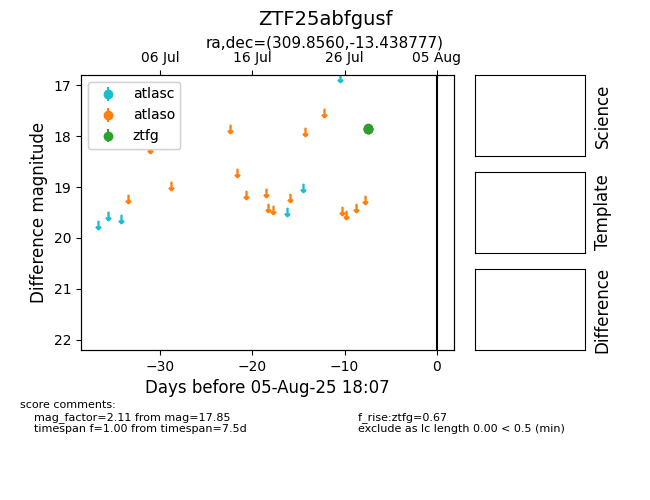 ZTF25abfgusf
ra,dec=(309.8560,-13.438777)
06 Jul 16 Jul 26 Jul 05 Aug
atlasc
atlaso
ztfg
17
18
19
20
21
22
Difference magnitude
−30 −20 −10 0
Days before 05-Aug-25 18:07
Science
Template
Difference
score comments:
mag_factor=2.11 from mag=17.85
timespan f=1.00 from timespan=7.5d
f_rise:ztfg=0.67
exclude as lc length 0.00 < 0.5 (min)